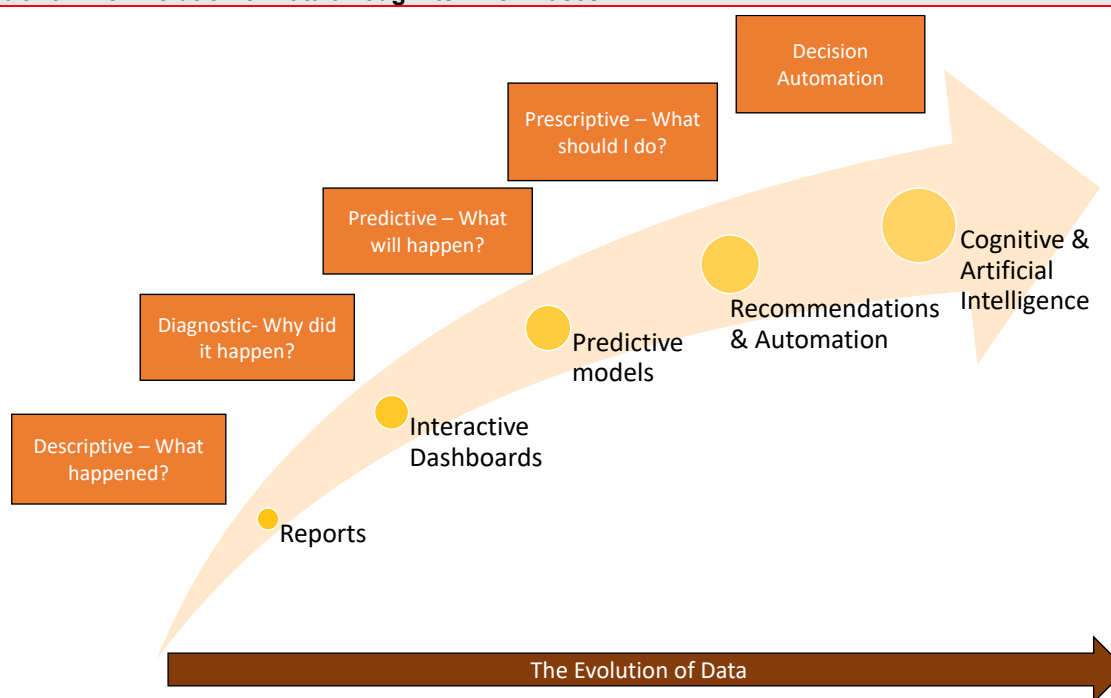 Decision
Automation
Prescriptive – What
should I do?
Predictive – What
will happen?
Diagnostic- Why did
it happen?
Descriptive – What
happened?
Cognitive &
Artificial
Intelligence
Recommendations
& Automation
Predictive
models
Interactive
Dashboards
Reports
The Evolution of Data